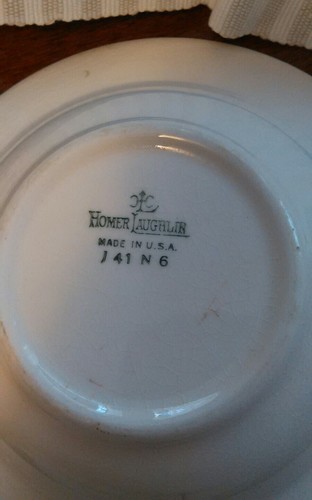 HOMER LAUGHLIN
MADE IN U.S.A.
J 41 N 6